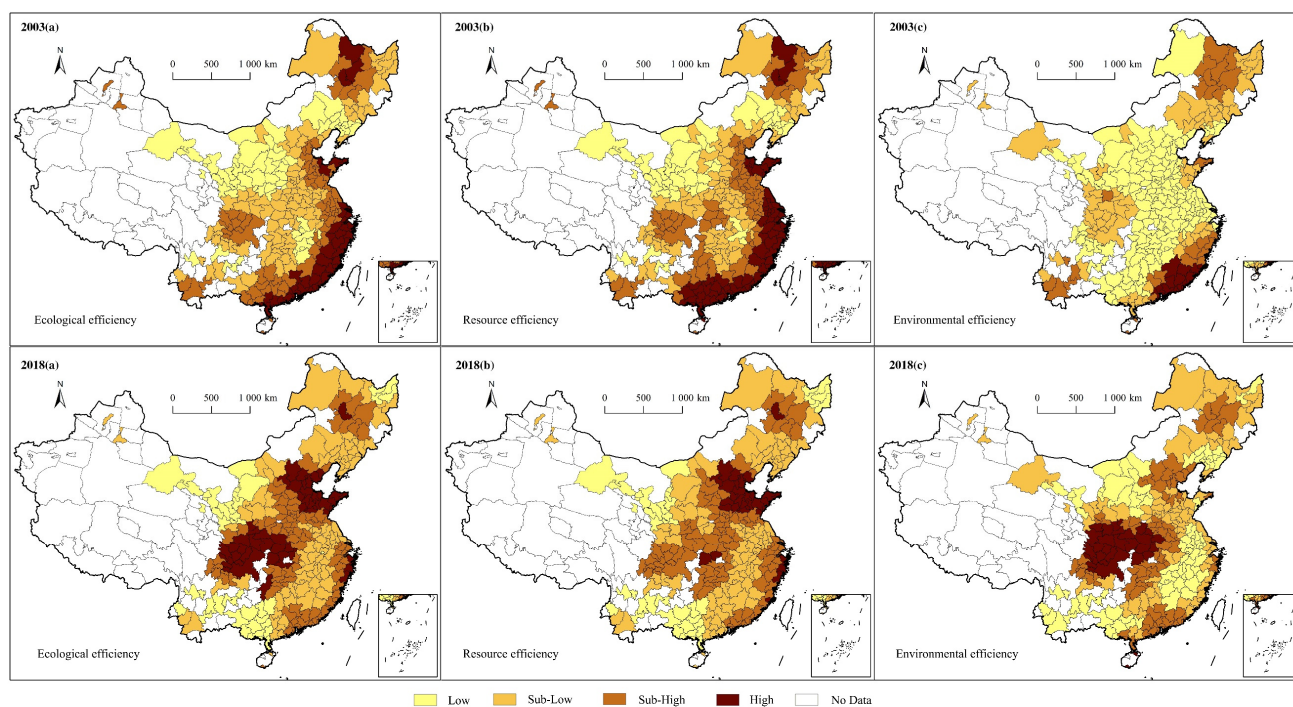 2003(a)
N
0 500 1 000 km
Ecological efficiency
2003(b)
N
0 500 1 000 km
Resource efficiency
2003(c)
N
0 500 1 000 km
Environmental efficiency
2018(a)
N
0 500 1 000 km
Ecological efficiency
2018(b)
N
0 500 1 000 km
Resource efficiency
2018(c)
N
0 500 1 000 km
Environmental efficiency
Low Sub-Low Sub-High High No Data